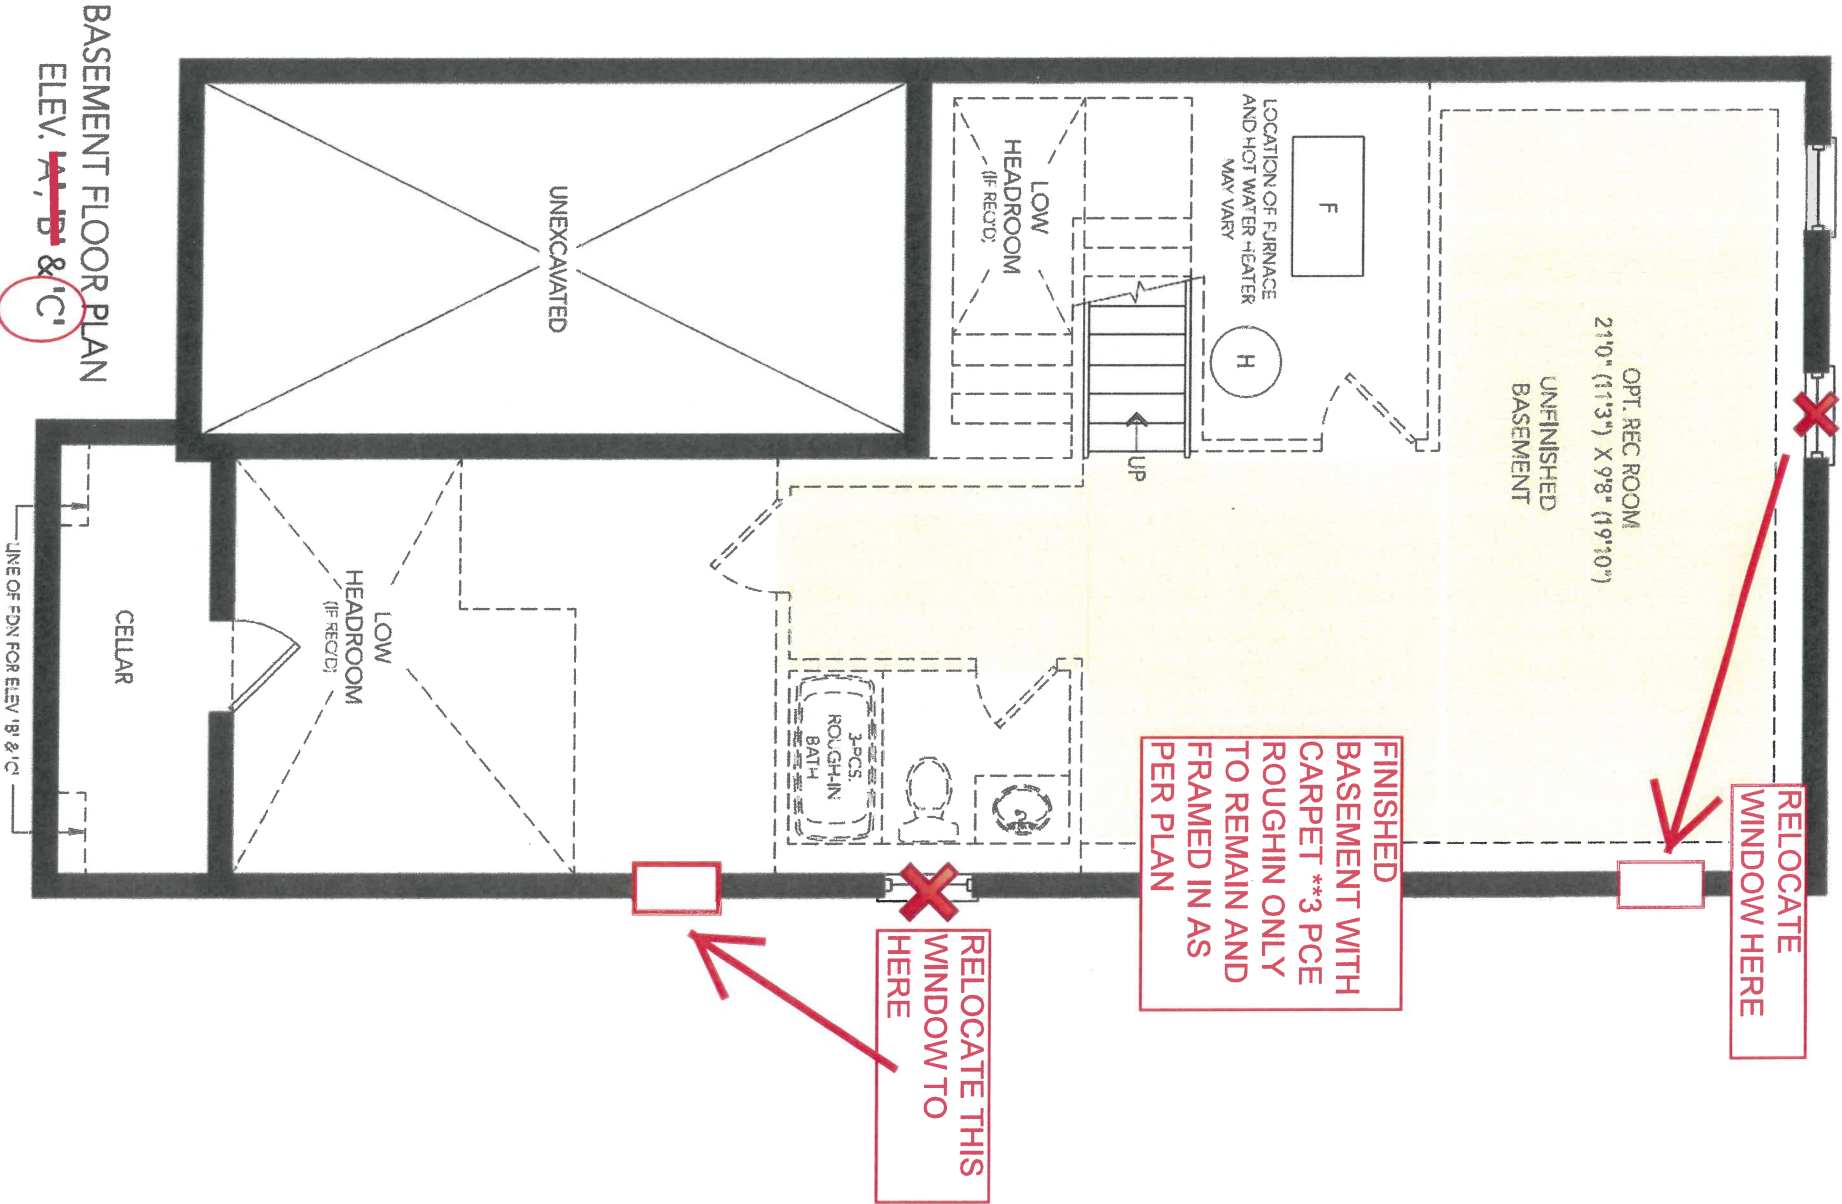 RELOCATE
WINDOW HERE
OPT. REC ROOM
21'0" (11'3") X 9'8" (19'10")
UNFINISHED
BASEMENT
FINISHED
BASEMENT WITH
CARPET **3 PCE
ROUGHIN ONLY
TO REMAIN AND
FRAMED IN AS
PER PLAN
F
LOCATION OF FURNACE
AND HOT WATER HEATER
MAY VARY
H
UP
LOW
HEADROOM
(IF REQ'D)
RELOCATE THIS
WINDOW TO
HERE
3-PCS.
ROUGH-IN
BATH
UNEXCAVATED
LOW
HEADROOM
(IF REQ'D)
CELLAR
LINE OF FDN FOR ELEV 'B' & 'C'
BASEMENT FLOOR PLAN
ELEV. 'A', 'B' & 'C'